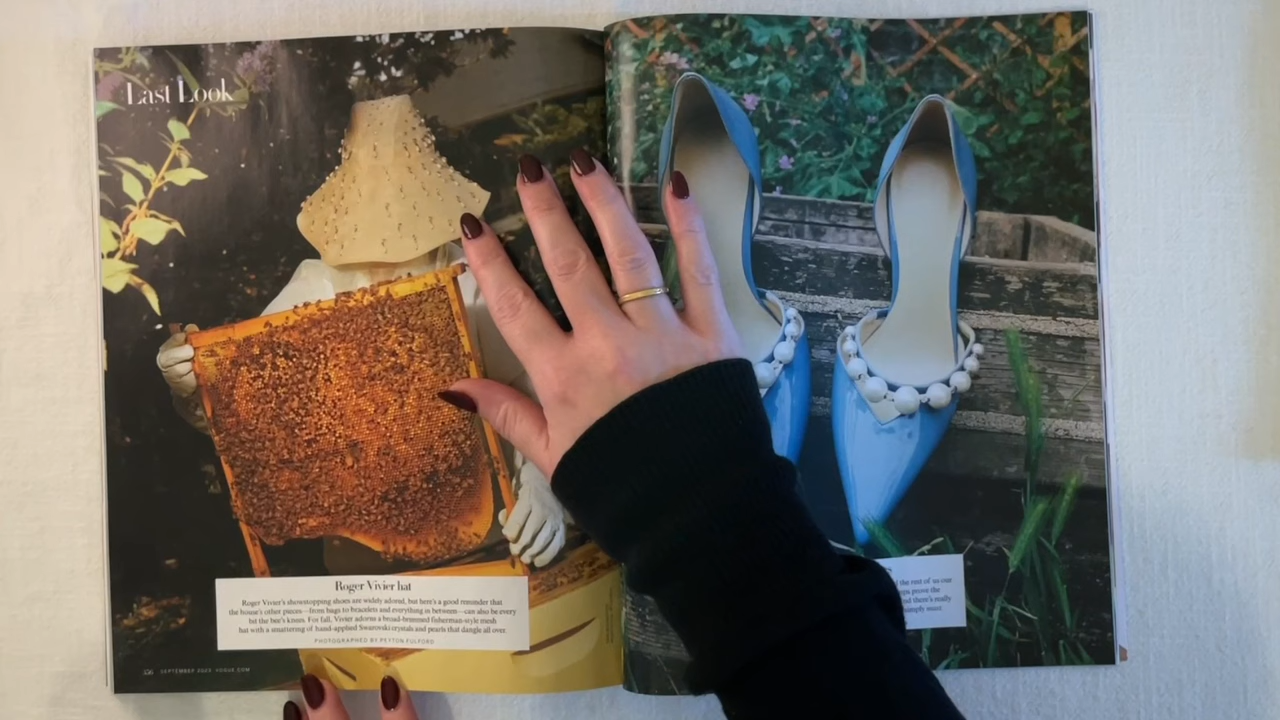 Last Look
Roger Vivier hat
Roger Vivier's showstopping shoes are widely adored, but here's a good reminder that
the house's other pieces—from bags to bracelets and everything in between—can also be every
bit the bee's knees. For fall, Vivier adorns a broad-brimmed fisherman-style mesh
hat with a smattering of hand-applied Swarovski crystals and pearls that dangle all over.
PHOTOGRAPHED BY PEYTON FULFORD
356 SEPTEMBER 2023 VOGUE.COM
the rest of us our
prove the
there's really
simply want.